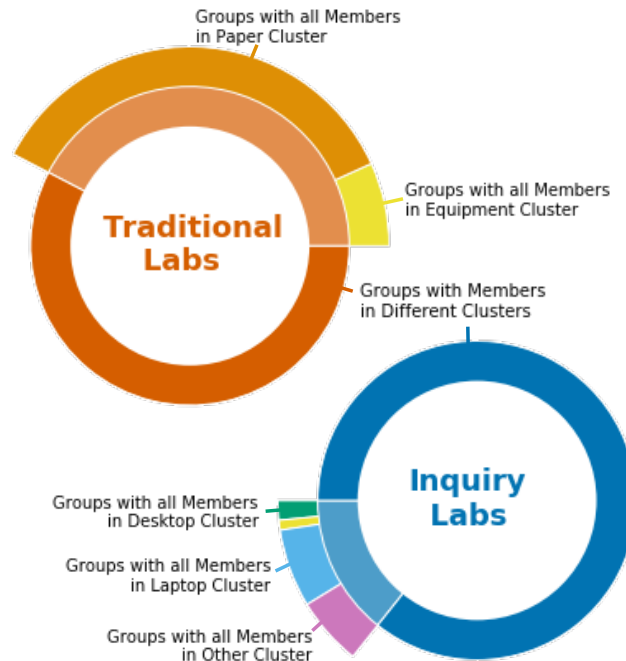 Groups with all Members
in Paper Cluster
Traditional
Labs
Groups with all Members
in Equipment Cluster
Groups with Members
in Different Clusters
Inquiry
Labs
Groups with all Members
in Desktop Cluster
Groups with all Members
in Laptop Cluster
Groups with all Members
in Other Cluster